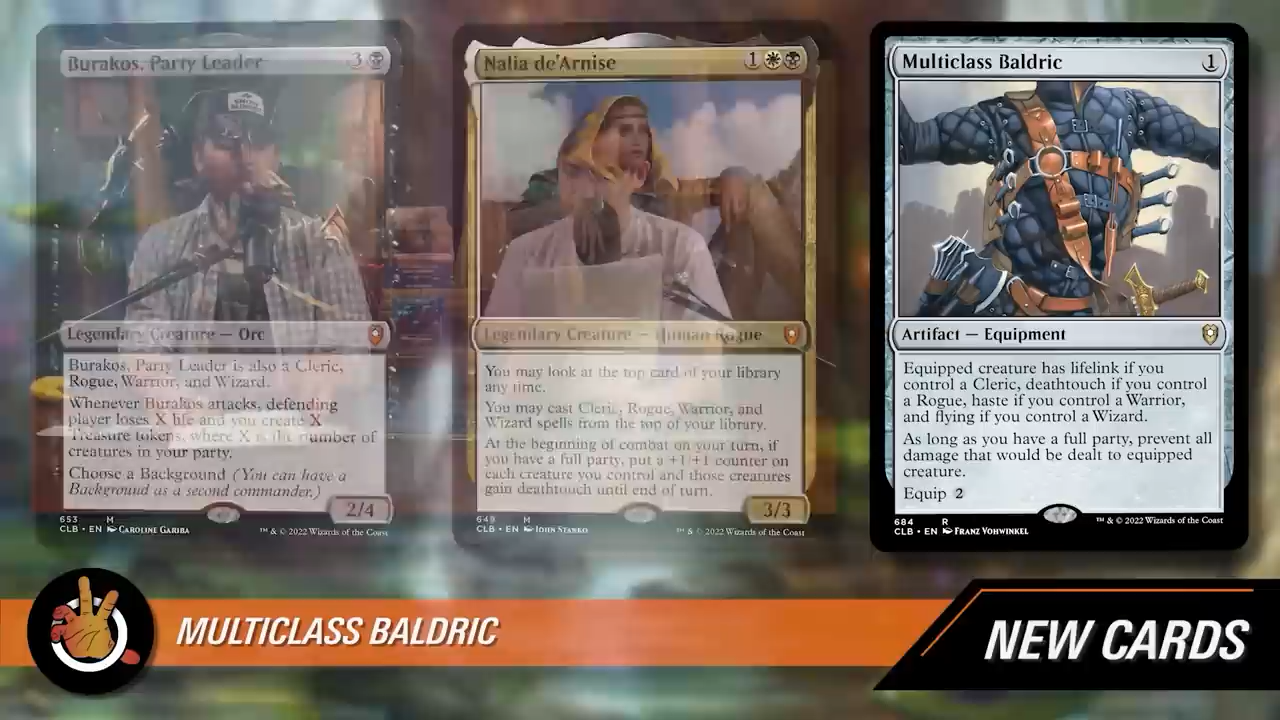 Burakos, Party Leader 3
Legendary Creature — Orc
Burakos, Party Leader is also a Cleric,
Rogue, Warrior, and Wizard.
Whenever Burakos attacks, defending
player loses X life and you create X
Treasure tokens, where X is the number of
creatures in your party.
Choose a Background (You can have a
Background as a second commander.)
2/4
653 M
CLB • EN CAROLINE GARIBA
™ & © 2022 Wizards of the Coast
Nalia de'Arnise 1
Legendary Creature — Human Rogue
You may look at the top card of your library
any time.
You may cast Cleric, Rogue, Warrior, and
Wizard spells from the top of your library.
At the beginning of combat on your turn, if
you have a full party, put a +1/+1 counter on
each creature you control and those creatures
gain deathtouch until end of turn.
3/3
649 M
CLB • EN JOHN STANKO
™ & © 2022 Wizards of the Coast
Multiclass Baldric 1
Artifact — Equipment
Equipped creature has lifelink if you
control a Cleric, deathtouch if you control
a Rogue, haste if you control a Warrior,
and flying if you control a Wizard.
As long as you have a full party, prevent all
damage that would be dealt to equipped
creature.
Equip 2
684 R
CLB • EN FRANZ VOHWINKEL
™ & © 2022 Wizards of the Coast
MULTICLASS BALDRIC
NEW CARDS